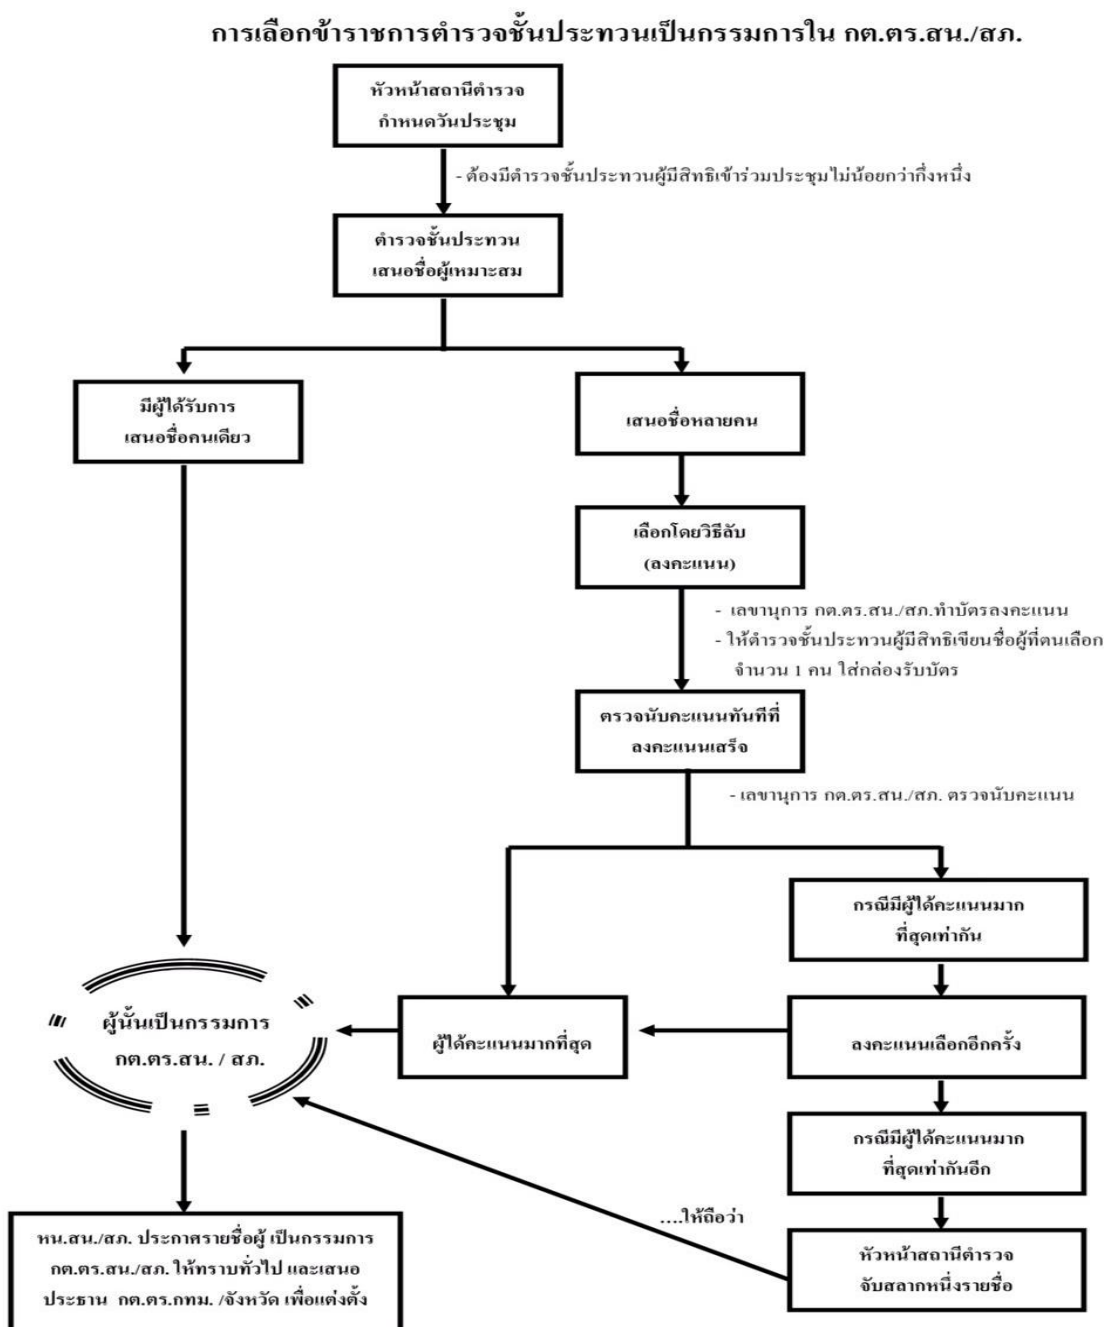 การเลือกข้าราชการตำรวจชั้นประทวนเป็นกรรมการใน กต.ตร.สน./สภ.
หัวหน้าสถานีตำรวจ
กำหนดวันประชุม
- ต้องมีตำรวจชั้นประทวนผู้มีสิทธิเข้าร่วมประชุมไม่น้อยกว่ากึ่งหนึ่ง
ตำรวจชั้นประทวน
เสนอชื่อผู้เหมาะสม
มีผู้ได้รับการ
เสนอชื่อคนเดียว
เสนอชื่อหลายคน
เลือกโดยวิธีลับ
(ลงคะแนน)
- เลขานุการ กต.ตร.สน./สภ.ทำบัตรลงคะแนน
- ให้ตำรวจชั้นประทวนผู้มีสิทธิเขียนชื่อผู้ที่ตนเลือก
จำนวน 1 คน ใส่กล่องรับบัตร
ตรวจนับคะแนนทันทีที่
ลงคะแนนเสร็จ
- เลขานุการ กต.ตร.สน./สภ. ตรวจนับคะแนน
กรณีมีผู้ได้คะแนนมาก
ที่สุดเท่ากัน
ผู้นั้นเป็นกรรมการ
กต.ตร.สน. / สภ.
ผู้ได้คะแนนมากที่สุด
ลงคะแนนเลือกอีกครั้ง
กรณีมีผู้ได้คะแนนมาก
ที่สุดเท่ากันอีก
....ให้ถือว่า
หัวหน้าสถานีตำรวจ
จับสลากหนึ่งรายชื่อ
หน.สน./สภ. ประกาศรายชื่อผู้ เป็นกรรมการ
กต.ตร.สน./สภ. ให้ทราบทั่วไป และเสนอ
ประธาน กต.ตร.กทม. /จังหวัด เพื่อแต่งตั้ง